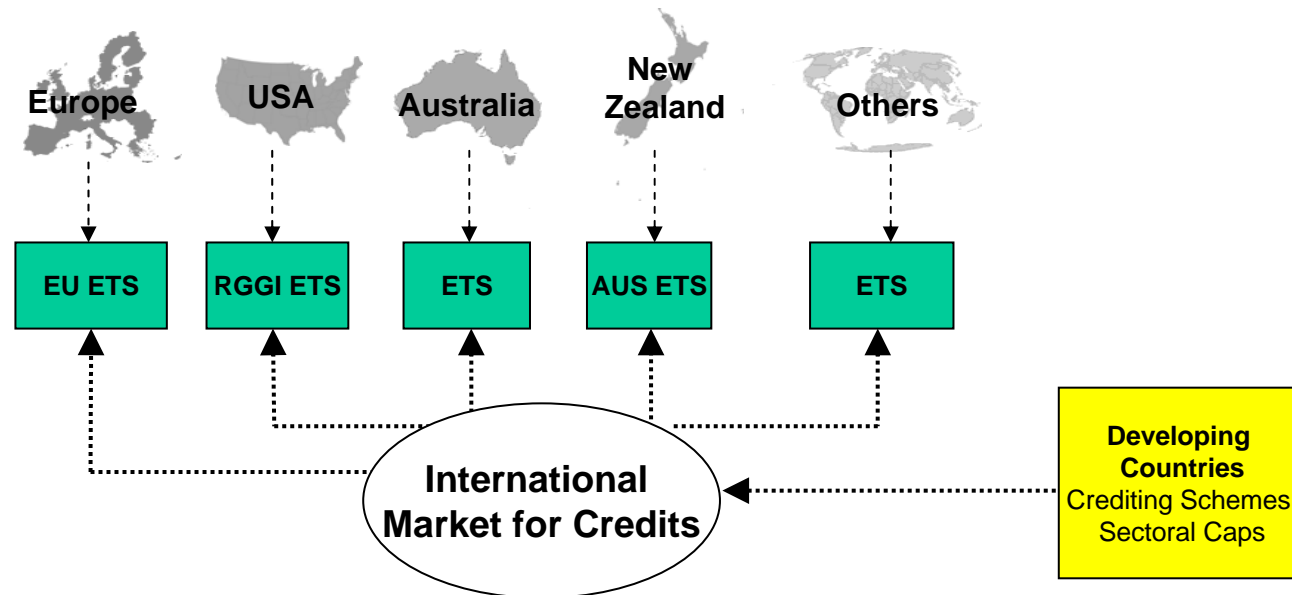 Europe
USA
Australia
New
Zealand
Others
EU ETS
RGGI ETS
ETS
AUS ETS
ETS
International
Market for Credits
Developing
Countries
Crediting Schemes
Sectoral Caps